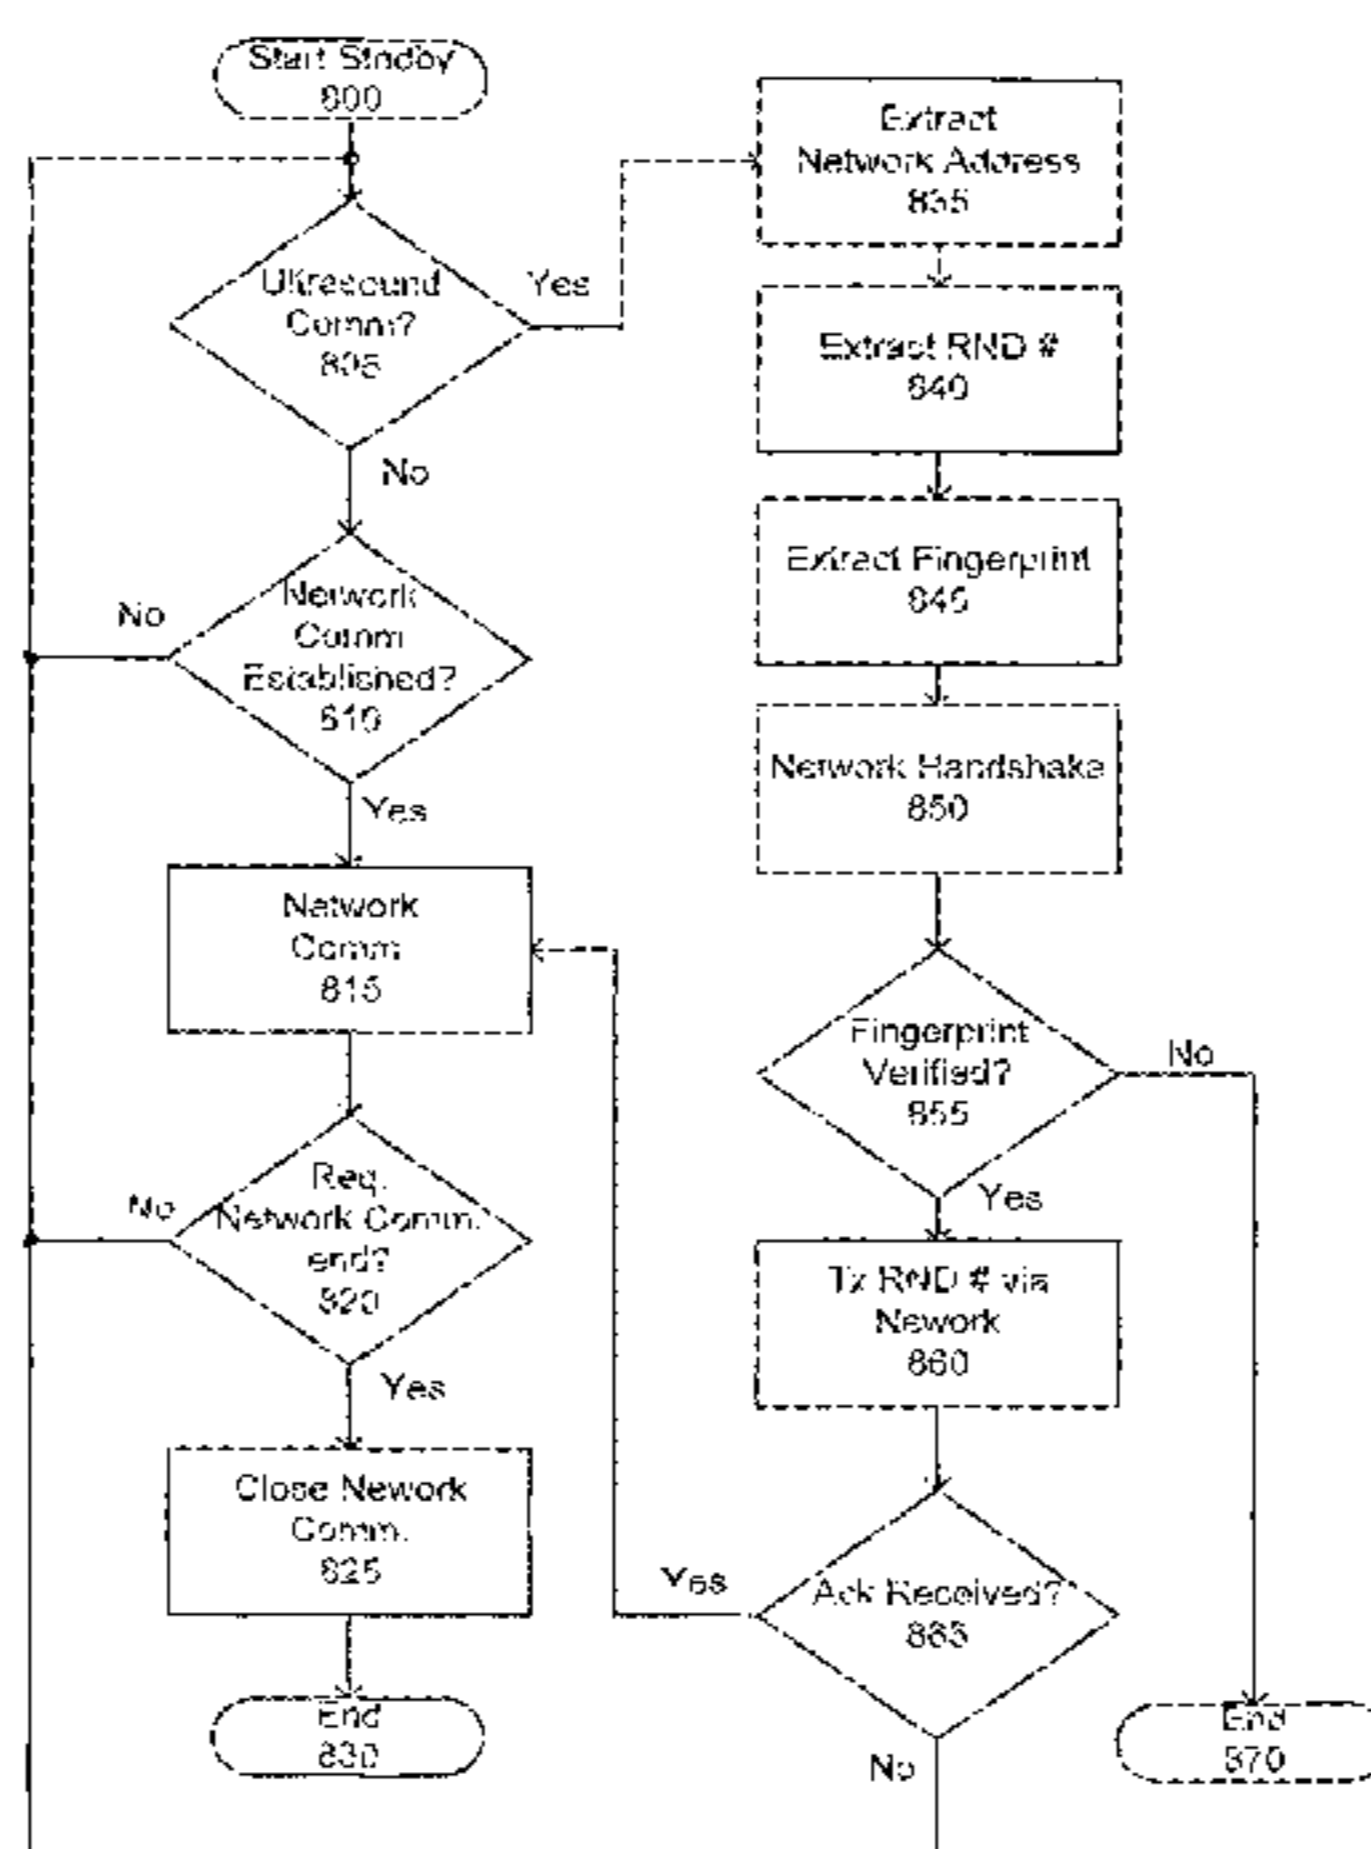 Start Stndby
800
Ultrasound
Comm?
805
Yes
No
Network
Comm
Established?
810
No
Yes
Network
Comm
815
Req.
Network Comm.
end?
820
No
Yes
Close Nework
Comm.
825
End
830
Extract
Network Address
835
Extract RND #
840
Extract Fingerprint
845
Network Handshake
850
Fingerprint
Verified?
855
No
Yes
Tx RND # via
Nework
860
Ack Received?
865
Yes
No
End
870